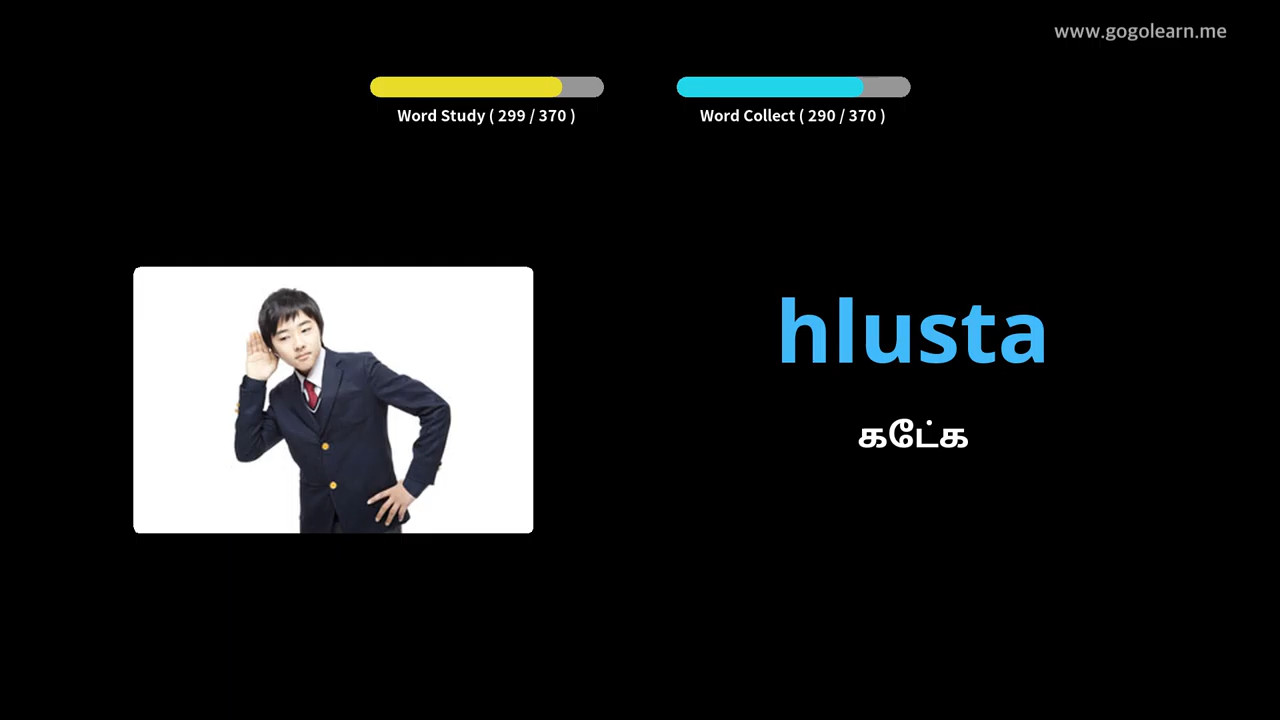 www.gogolearn.me
Word Study ( 299 / 370 )
Word Collect ( 290 / 370 )
hlusta
கேட்க